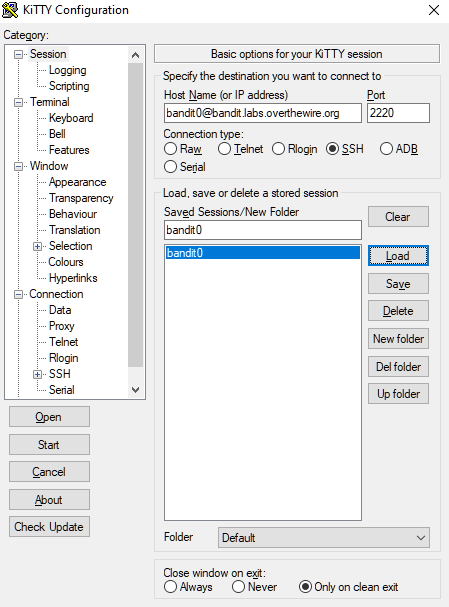 KiTTY Configuration
Category:
Session
Logging
Scripting
Terminal
Keyboard
Bell
Features
Window
Appearance
Transparency
Behaviour
Translation
Selection
Colours
Hyperlinks
Connection
Data
Proxy
Telnet
Rlogin
SSH
Serial
Open
Start
Cancel
About
Check Update
Basic options for your KiTTY session
Specify the destination you want to connect to
Host Name (or IP address) Port
bandit0@bandit.labs.overthewire.org 2220
Connection type:
Raw Telnet Rlogin SSH ADB
Serial
Load, save or delete a stored session
Saved Sessions/New Folder
bandit0
bandit0
Clear
Load
Save
Delete
New folder
Del folder
Up folder
Folder Default
Close window on exit:
Always Never Only on clean exit